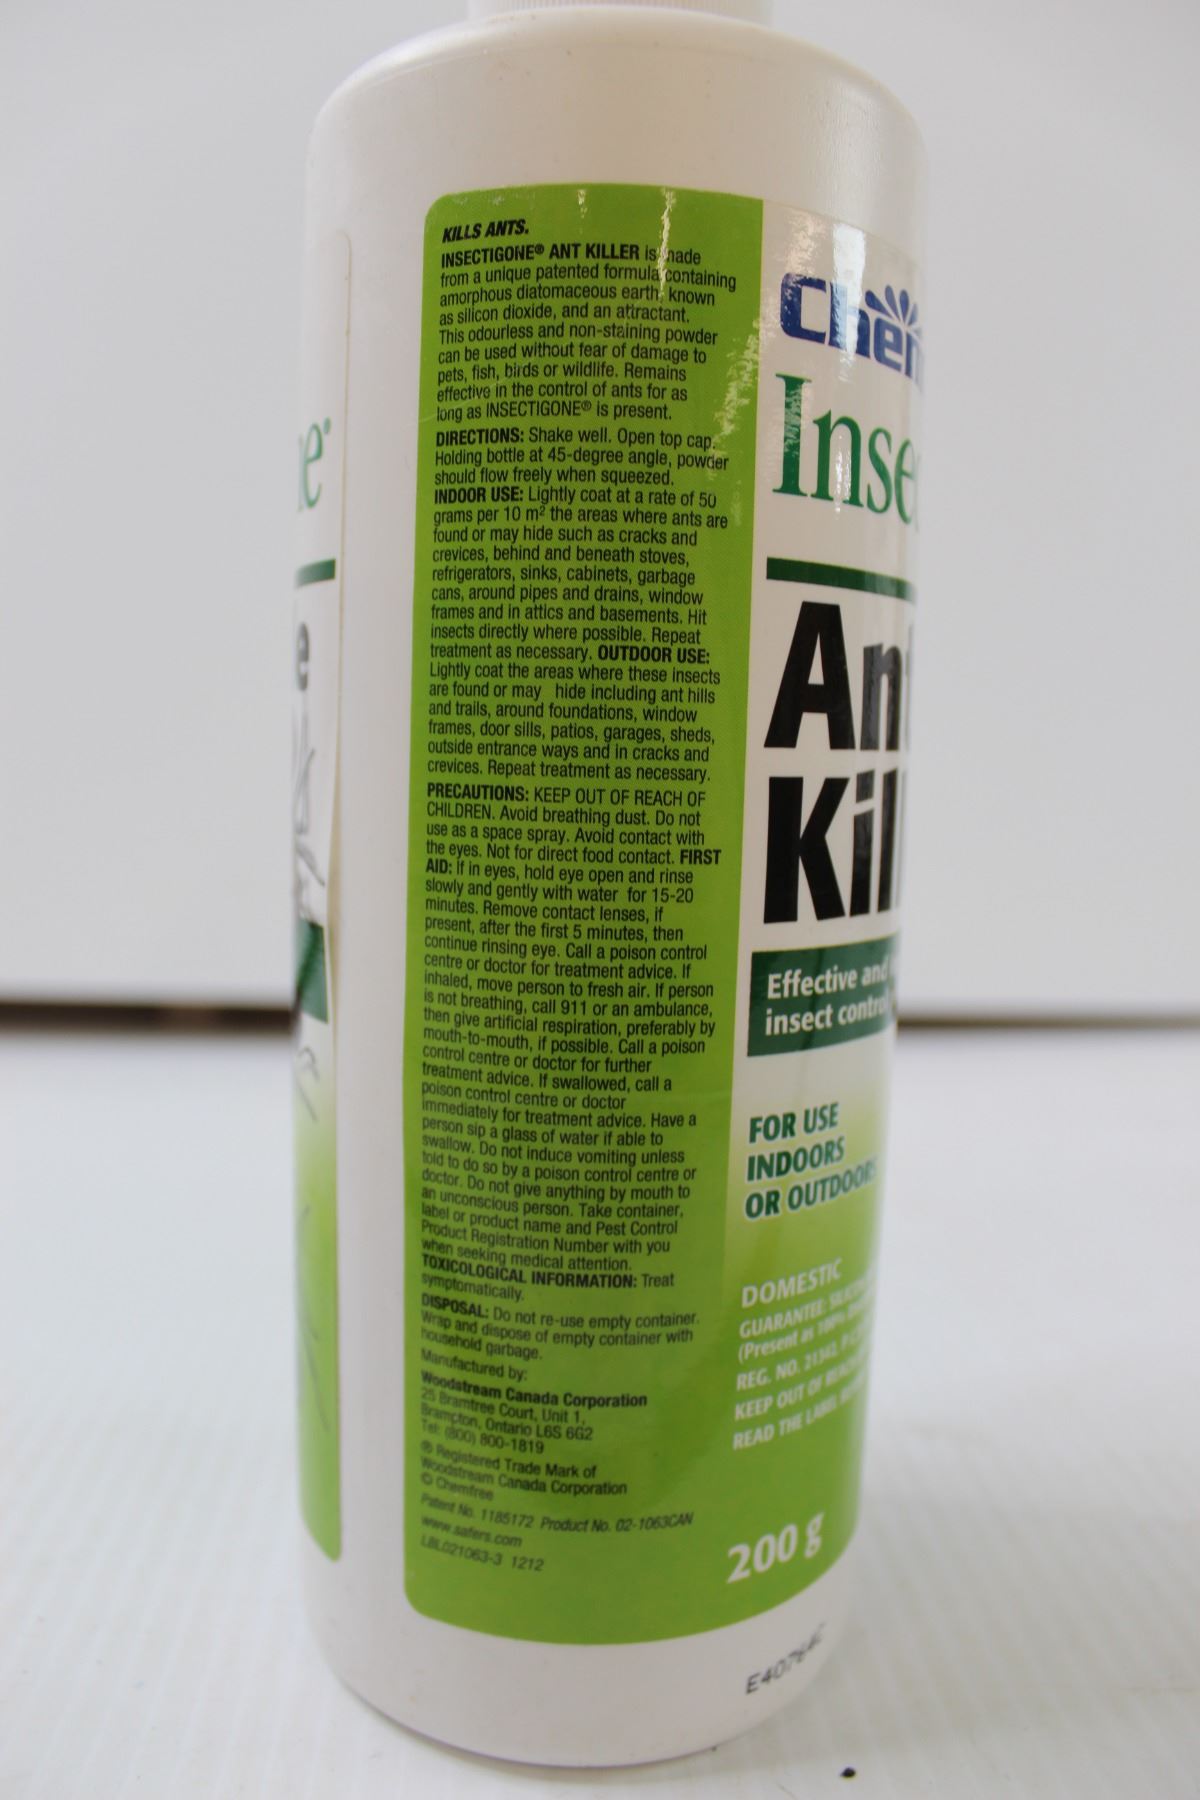 KILLS ANTS.
INSECTIGONE® ANT KILLER is made
from a unique patented formula containing
amorphous diatomaceous earth, known
as silicon dioxide, and an attractant.
This odourless and non-staining powder
can be used without fear of damage to
pets, fish, birds or wildlife. Remains
effective in the control of ants for as
long as INSECTIGONE® is present.
DIRECTIONS: Shake well. Open top cap.
Holding bottle at 45-degree angle, powder
should flow freely when squeezed.
INDOOR USE: Lightly coat at a rate of 50
grams per 10 m² the areas where ants are
found or may hide such as cracks and
crevices, behind and beneath stoves,
refrigerators, sinks, cabinets, garbage
cans, around pipes and drains, window
frames and in attics and basements. Hit
insects directly where possible. Repeat
treatment as necessary. OUTDOOR USE:
Lightly coat the areas where these insects
are found or may hide including ant hills
and trails, around foundations, window
frames, door sills, patios, garages, sheds,
outside entrance ways and in cracks and
crevices. Repeat treatment as necessary.
PRECAUTIONS: KEEP OUT OF REACH OF
CHILDREN. Avoid breathing dust. Do not
use as a space spray. Avoid contact with
the eyes. Not for direct food contact. FIRST
AID: If in eyes, hold eye open and rinse
slowly and gently with water for 15-20
minutes. Remove contact lenses, if
present, after the first 5 minutes, then
continue rinsing eye. Call a poison control
centre or doctor for treatment advice. If
inhaled, move person to fresh air. If person
is not breathing, call 911 or an ambulance,
then give artificial respiration, preferably by
mouth-to-mouth, if possible. Call a poison
control centre or doctor for further
treatment advice. If swallowed, call a
poison control centre or doctor
immediately for treatment advice. Have a
person sip a glass of water if able to
swallow. Do not induce vomiting unless
told to do so by a poison control centre or
doctor. Do not give anything by mouth to
an unconscious person. Take container,
label or product name and Pest Control
Product Registration Number with you
when seeking medical attention.
TOXICOLOGICAL INFORMATION: Treat
symptomatically.
DISPOSAL: Do not re-use empty container.
Wrap and dispose of empty container with
household garbage.
Manufactured by:
Woodstream Canada Corporation
25 Bramtree Court, Unit 1,
Brampton, Ontario L6S 6G2
Tel: (800) 800-1819
® Registered Trade Mark of
Woodstream Canada Corporation
© Chemfree
Patent No. 1185172 Product No. 02-1063CAN
www.safers.com
LBL021063-3 1212
Chem
Inse
Ant
Kil
Effective and
insect control
FOR USE
INDOORS
OR OUTDOORS
DOMESTIC
GUARANTEE:
(Present as 100%
REG. NO. 21342
KEEP OUT OF REACH
READ THE LABEL
200 g
ne®
e